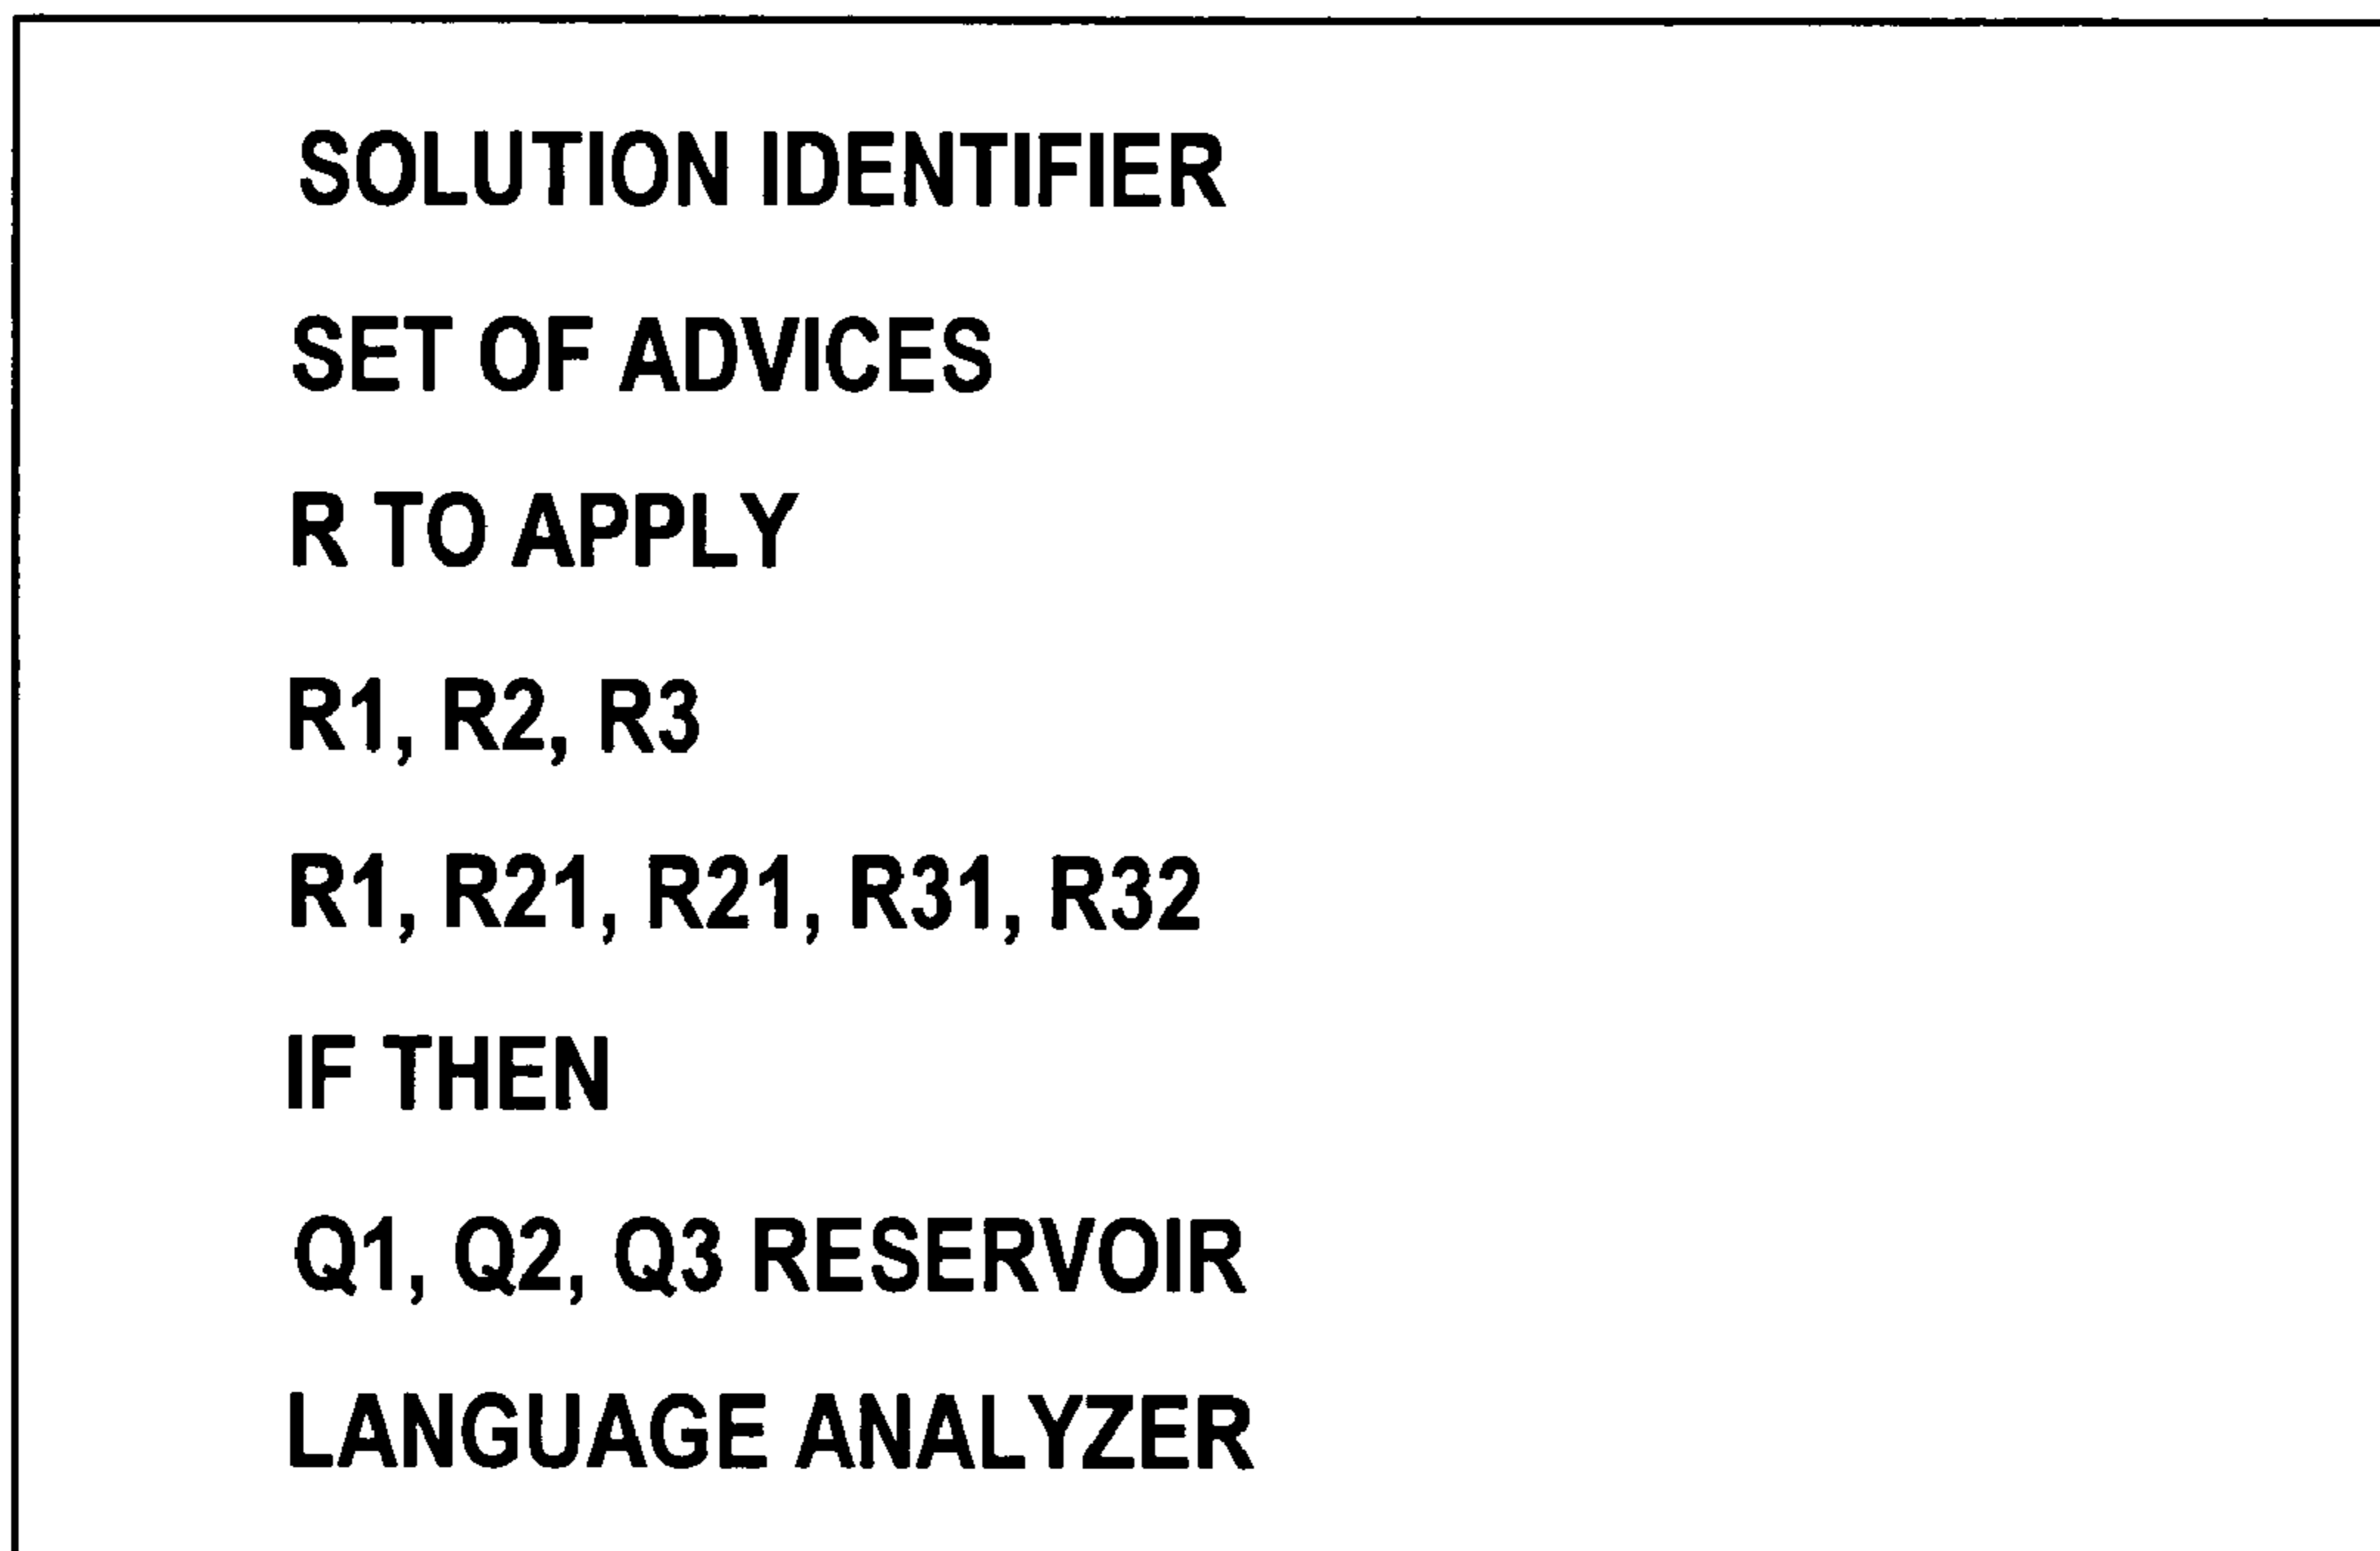 SOLUTION IDENTIFIER
SET OF ADVICES
R TO APPLY
R1, R2, R3
R1, R21, R21, R31, R32
IF THEN
Q1, Q2, Q3 RESERVOIR
LANGUAGE ANALYZER